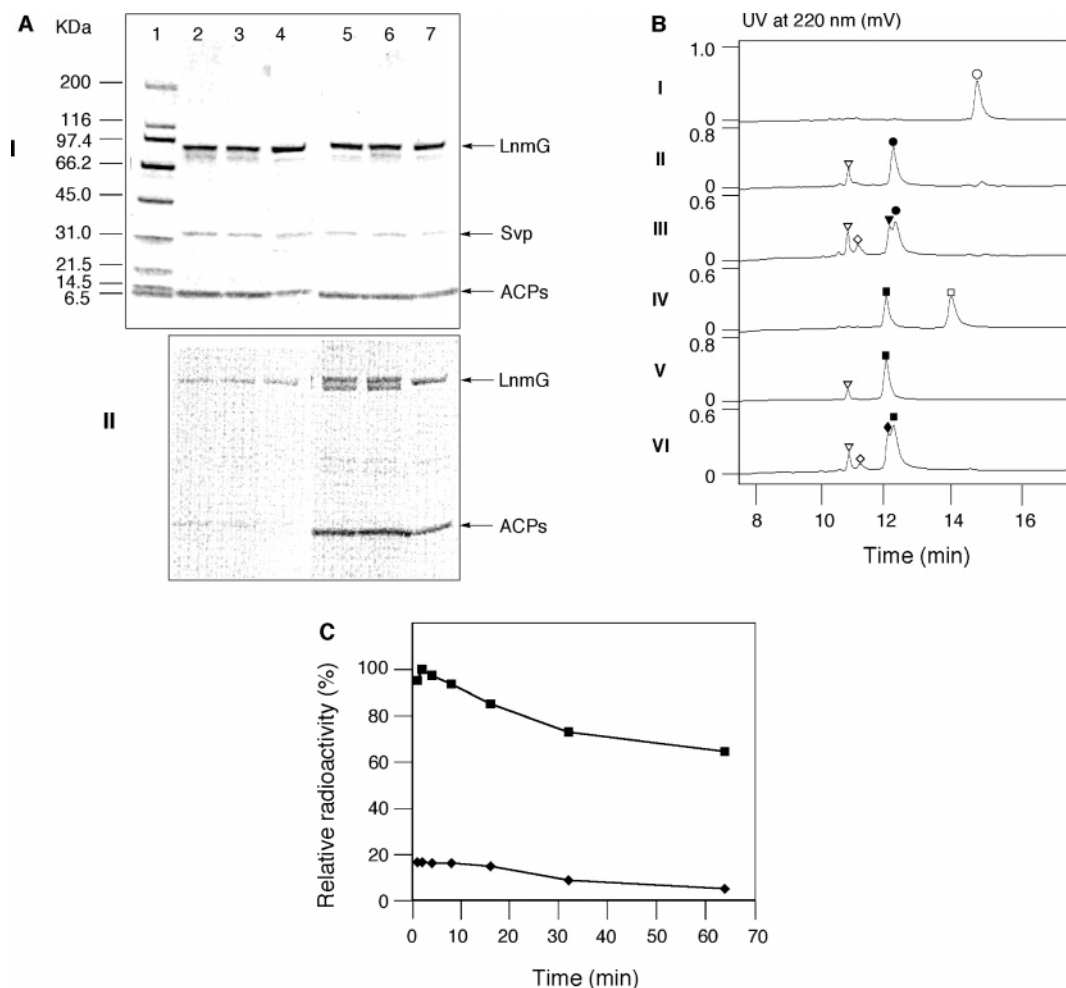 A
KDa
1 2 3 4 5 6 7
I
200
116
97.4
66.2
45.0
31.0
21.5
14.5
6.5
LnmG
Svp
ACPs
II
LnmG
ACPs
B
UV at 220 nm (mV)
1.0
I
0
0.8
II
0
0.6
III
0
0.6
IV
0
0.8
V
0
0.6
VI
0
8 10 12 14 16
Time (min)
C
Relative radioactivity (%)
100
80
60
40
20
0
0 10 20 30 40 50 60 70
Time (min)